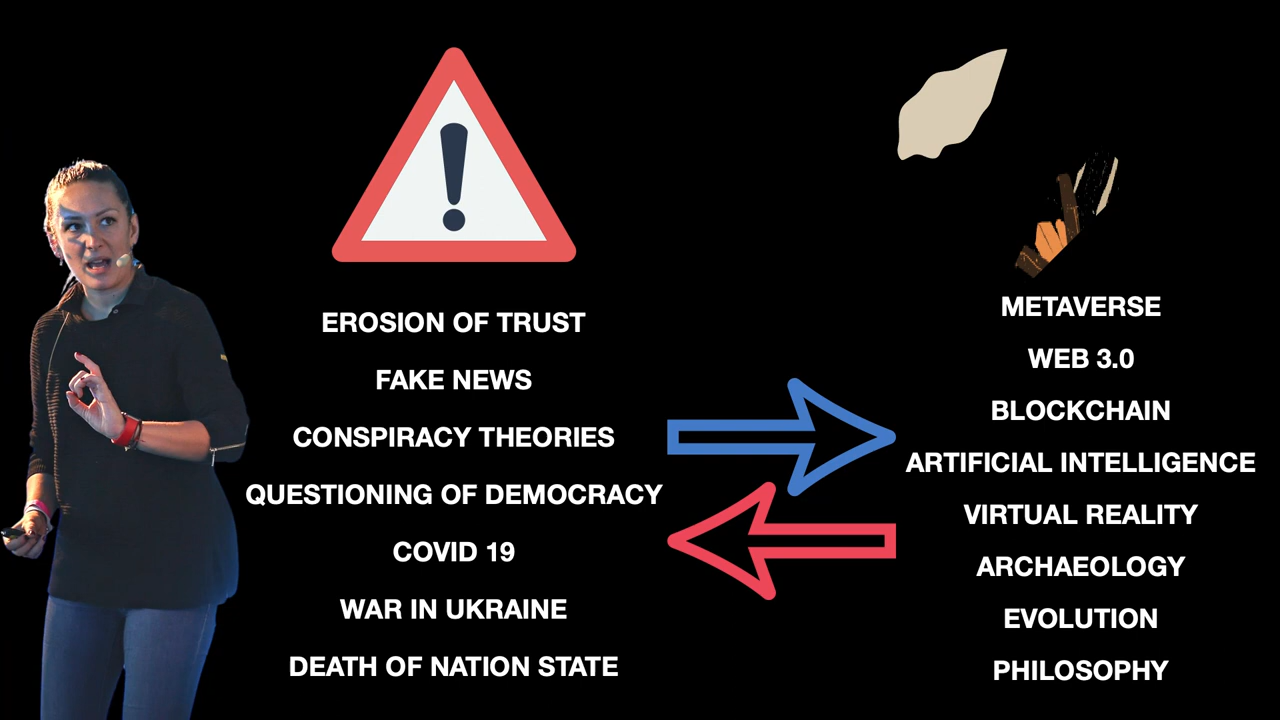 EROSION OF TRUST
FAKE NEWS
CONSPIRACY THEORIES
QUESTIONING OF DEMOCRACY
COVID 19
WAR IN UKRAINE
DEATH OF NATION STATE
METAVERSE
WEB 3.0
BLOCKCHAIN
ARTIFICIAL INTELLIGENCE
VIRTUAL REALITY
ARCHAEOLOGY
EVOLUTION
PHILOSOPHY